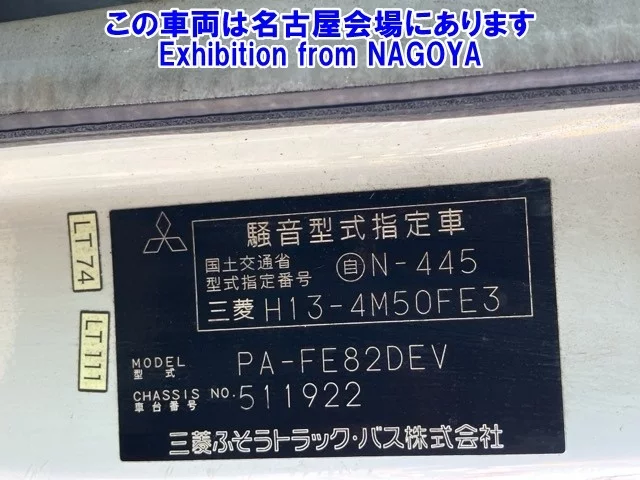 この車両は名古屋会場にあります
Exhibition from NAGOYA
LT74
LT111
騒音型式指定車
国土交通省
型式指定番号
自 N-445
三菱 H13-4M50FE3
MODEL
型式
PA-FE82DEV
CHASSIS NO.
車台番号
511922
三菱ふそうトラック・バス株式会社